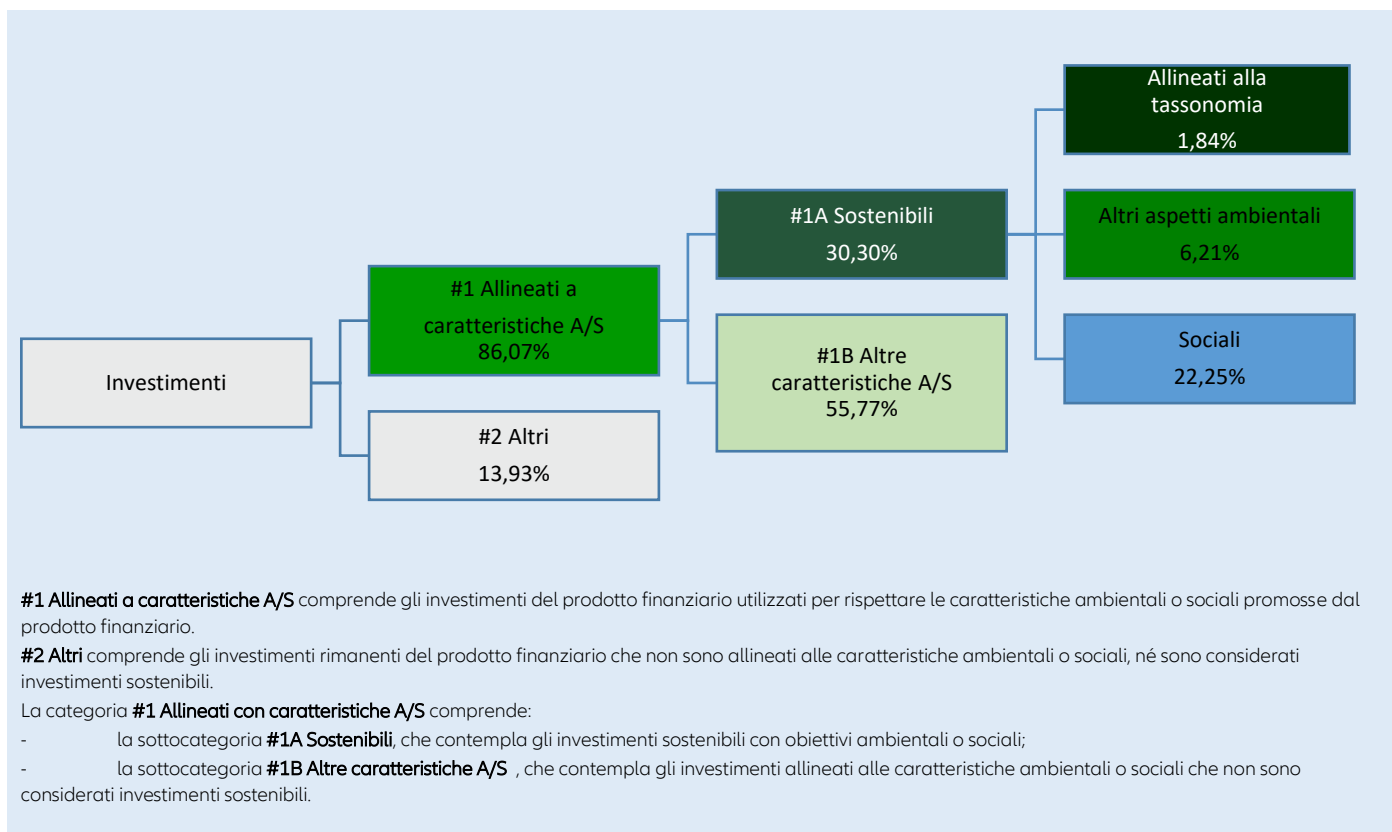 Allineati alla
tassonomia
1,84%
#1A Sostenibili
30,30%
Altri aspetti ambientali
6,21%
#1 Allineati a
caratteristiche A/S
86,07%
Investimenti
#1B Altre
caratteristiche A/S
55,77%
Sociali
22,25%
#2 Altri
13,93%
#1 Allineati a caratteristiche A/S comprende gli investimenti del prodotto finanziario utilizzati per rispettare le caratteristiche ambientali o sociali promosse dal
prodotto finanziario.
#2 Altri comprende gli investimenti rimanenti del prodotto finanziario che non sono allineati alle caratteristiche ambientali o sociali, né sono considerati
investimenti sostenibili.
La categoria #1 Allineati con caratteristiche A/S comprende:
- la sottocategoria #1A Sostenibili, che contempla gli investimenti sostenibili con obiettivi ambientali o sociali;
- la sottocategoria #1B Altre caratteristiche A/S , che contempla gli investimenti allineati alle caratteristiche ambientali o sociali che non sono
considerati investimenti sostenibili.